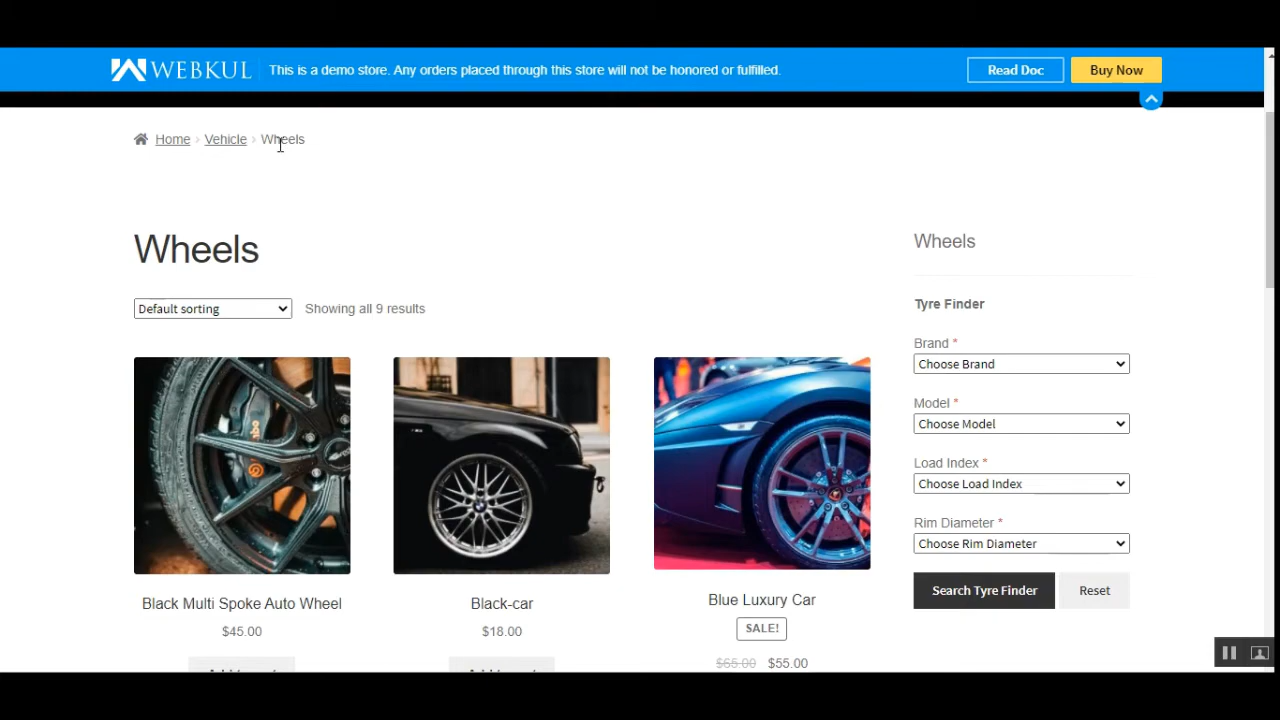 WEBKUL
This is a demo store. Any orders placed through this store will not be honored or fulfilled.
Read Doc
Buy Now
Home › Vehicle › Wheels
Wheels
Default sorting
Showing all 9 results
Black Multi Spoke Auto Wheel
$45.00
Black-car
$18.00
Blue Luxury Car
SALE!
$65.00 $55.00
Wheels
Tyre Finder
Brand *
Choose Brand
Model *
Choose Model
Load Index *
Choose Load Index
Rim Diameter *
Choose Rim Diameter
Search Tyre Finder
Reset